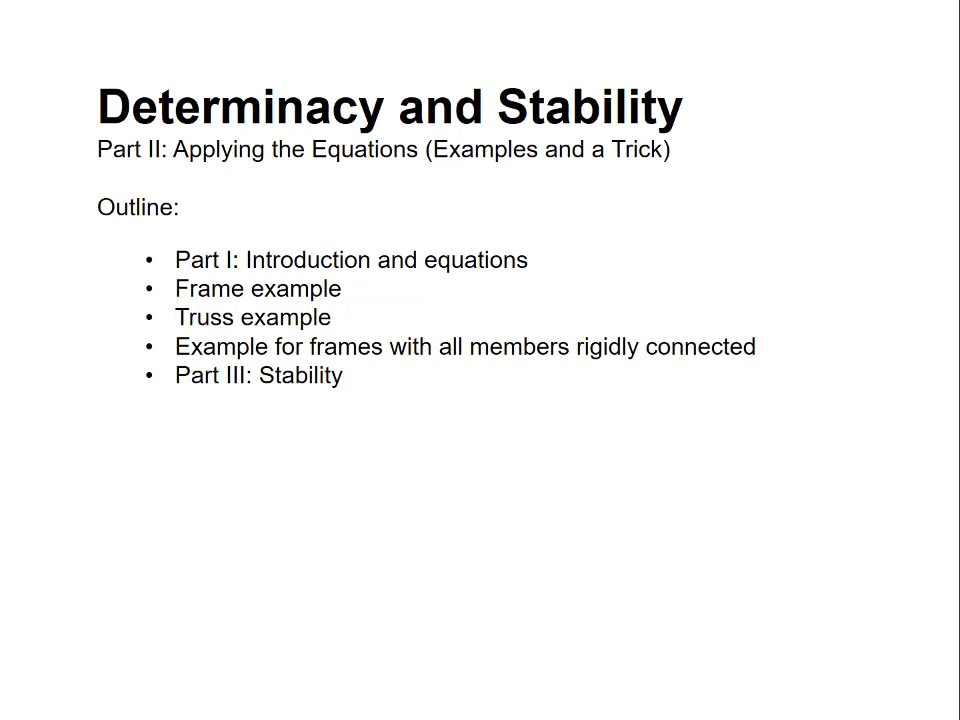 Determinacy and Stability
Part II: Applying the Equations (Examples and a Trick)
Outline:
• Part I: Introduction and equations
• Frame example
• Truss example
• Example for frames with all members rigidly connected
• Part III: Stability